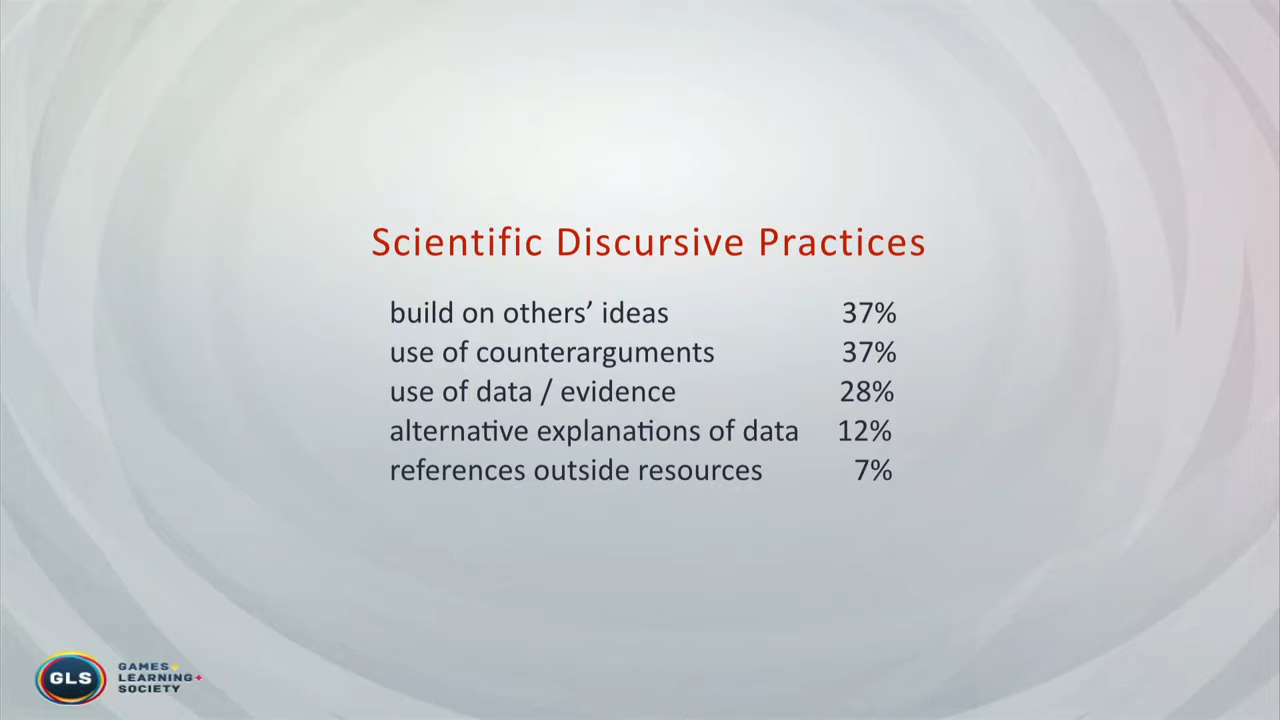 Scientific Discursive Practices
build on others’ ideas 37%
use of counterarguments 37%
use of data / evidence 28%
alternative explanations of data 12%
references outside resources 7%
GLS
GAMES+
LEARNING+
SOCIETY